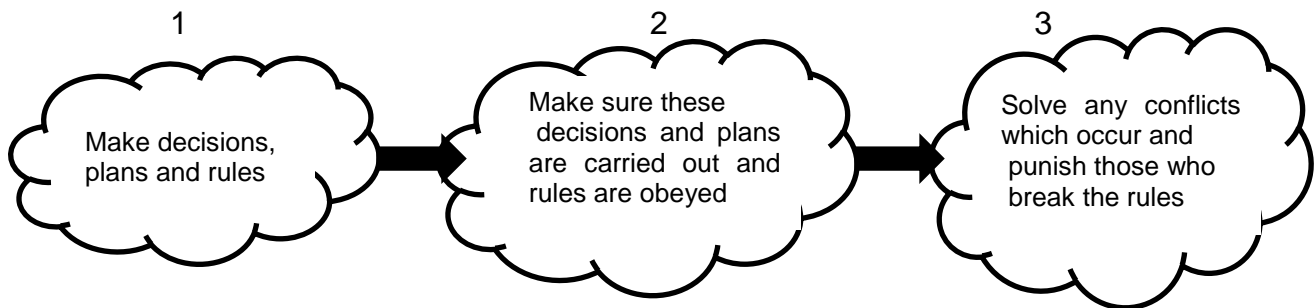 1
Make decisions,
plans and rules
2
Make sure these
decisions and plans
are carried out and
rules are obeyed
3
Solve any conflicts
which occur and
punish those who
break the rules